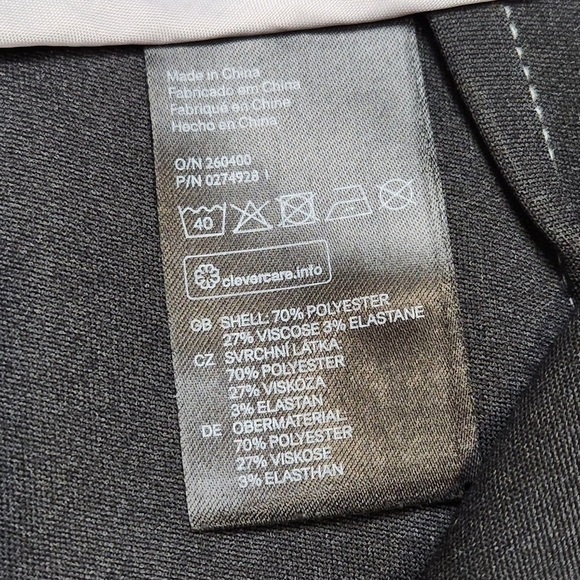 Made in China
Fabricado em China
Fabriqué en Chine
Hecho en China
O/N 260400
P/N 0274928 1
40
clevercare.info
GB SHELL: 70% POLYESTER
27% VISCOSE 3% ELASTANE
CZ SVRCHNÍ LÁTKA
70% POLYESTER
27% VISKÓZA
3% ELASTAN
DE OBERMATERIAL:
70% POLYESTER
27% VISKOSE
3% ELASTHAN